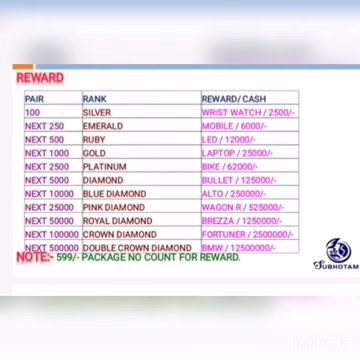 REWARD
PAIR RANK REWARD/ CASH
100 SILVER WRIST WATCH / 2500/-
NEXT 250 EMERALD MOBILE / 6000/-
NEXT 500 RUBY LED / 12000/-
NEXT 1000 GOLD LAPTOP / 25000/-
NEXT 2500 PLATINUM BIKE / 62000/-
NEXT 5000 DIAMOND BULLET / 125000/-
NEXT 10000 BLUE DIAMOND ALTO / 250000/-
NEXT 25000 PINK DIAMOND WAGON R / 525000/-
NEXT 50000 ROYAL DIAMOND BREZZA / 1250000/-
NEXT 100000 CROWN DIAMOND FORTUNER / 2500000/-
NEXT 500000 DOUBLE CROWN DIAMOND BMW / 12500000/-
NOTE:- 599/- PACKAGE NO COUNT FOR REWARD.
SUBHOTAM